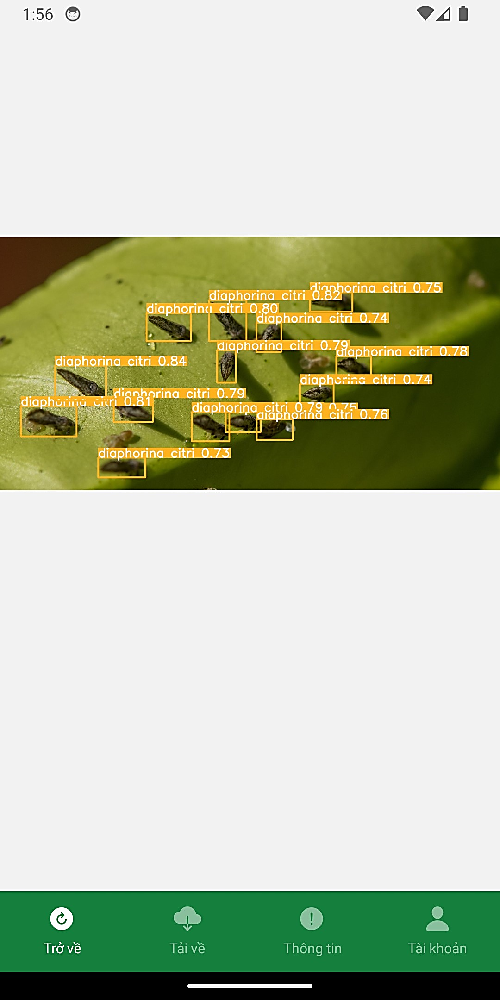 1:56
diaphorina citri 0.75
diaphorina citri 0.82
diaphorina citri 0.80
diaphorina citri 0.74
diaphorina citri 0.79
diaphorina citri 0.78
diaphorina citri 0.84
diaphorina citri 0.74
diaphorina citri 0.79
diaphorina citri 0.81
diaphorina citri 0.79 0.75
diaphorina citri 0.76
diaphorina citri 0.73
Trở về
Tải về
Thông tin
Tài khoản